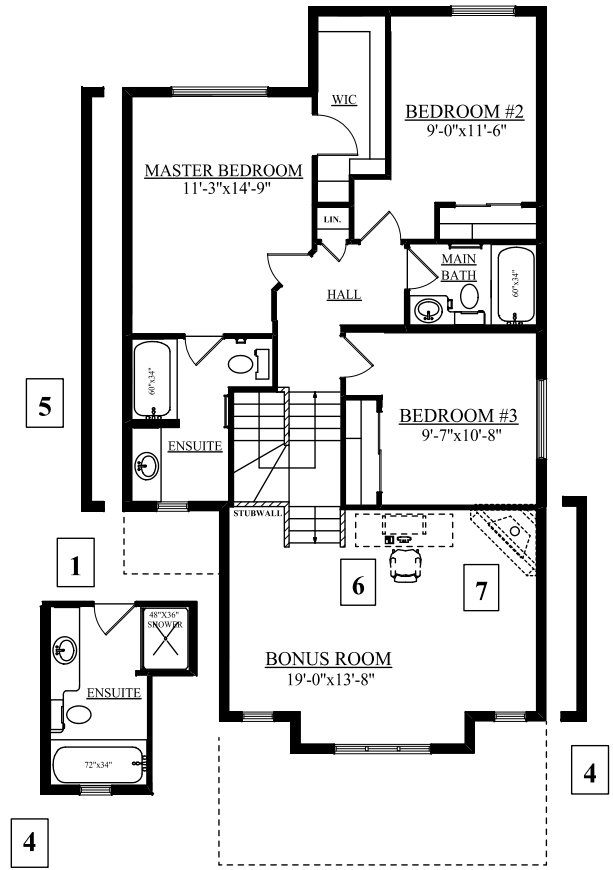 WIC
BEDROOM #2
9'-0"x11'-6"
MASTER BEDROOM
11'-3"x14'-9"
LIN.
MAIN
BATH
60"x34"
HALL
60"x34"
5
BEDROOM #3
9'-7"x10'-8"
ENSUITE
STUBWALL
1
6
7
48"X36"
SHOWER
ENSUITE
BONUS ROOM
19'-0"x13'-8"
72"x34"
4
4